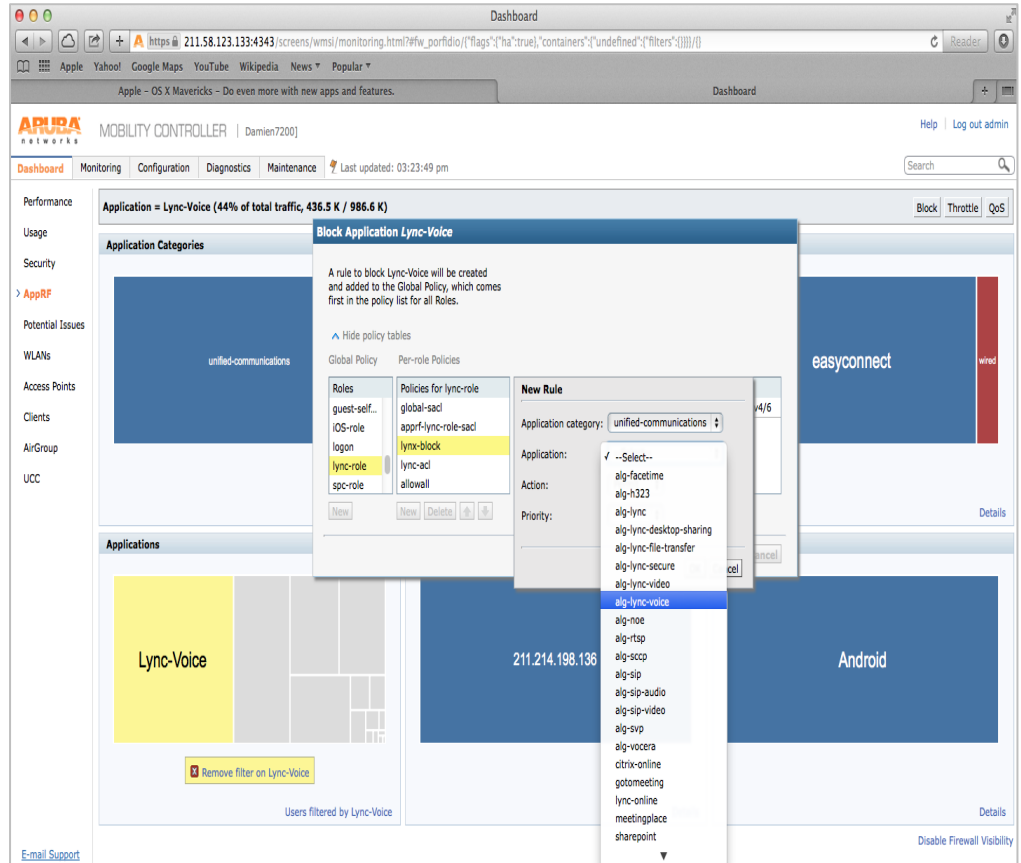 Dashboard
https 211.58.123.133:4343/screens/wmsi/monitoring.html?#fw_porfidio/{"flags":{"ha":true},"containers":{"undefined":{"filters":{}}}}/{}
Reader
Apple Yahoo! Google Maps YouTube Wikipedia News Popular
Apple – OS X Mavericks – Do even more with new apps and features.
Dashboard
ARUBA networks
MOBILITY CONTROLLER | Damien7200]
Help Log out admin
Dashboard Monitoring Configuration Diagnostics Maintenance Last updated: 03:23:49 pm
Search
Performance
Usage
Security
AppRF
Potential Issues
WLANs
Access Points
Clients
AirGroup
UCC
Application = Lync-Voice (44% of total traffic, 436.5 K / 986.6 K)
Block Throttle QoS
Application Categories
unified-communications
easyconnect
wired
Details
Block Application Lync-Voice
A rule to block Lync-Voice will be created
and added to the Global Policy, which comes
first in the policy list for all Roles.
Hide policy tables
Global Policy Per-role Policies
Roles
guest-self...
iOS-role
logon
lync-role
spc-role
New
Policies for lync-role
global-sacl
apprf-lync-role-sacl
lynx-block
lync-acl
allowall
New Delete
v4/6
ancel
New Rule
Application category: unified-communications
Application:
Action:
Priority:
cel
✓ --Select--
alg-facetime
alg-h323
alg-lync
alg-lync-desktop-sharing
alg-lync-file-transfer
alg-lync-secure
alg-lync-video
alg-lync-voice
alg-noe
alg-rtsp
alg-sccp
alg-sip
alg-sip-audio
alg-sip-video
alg-svp
alg-vocera
citrix-online
gotomeeting
lync-online
meetingplace
sharepoint
Applications
Lync-Voice
Remove filter on Lync-Voice
Users filtered by Lync-Voice
211.214.198.136
Android
Details
Disable Firewall Visibility
E-mail Support